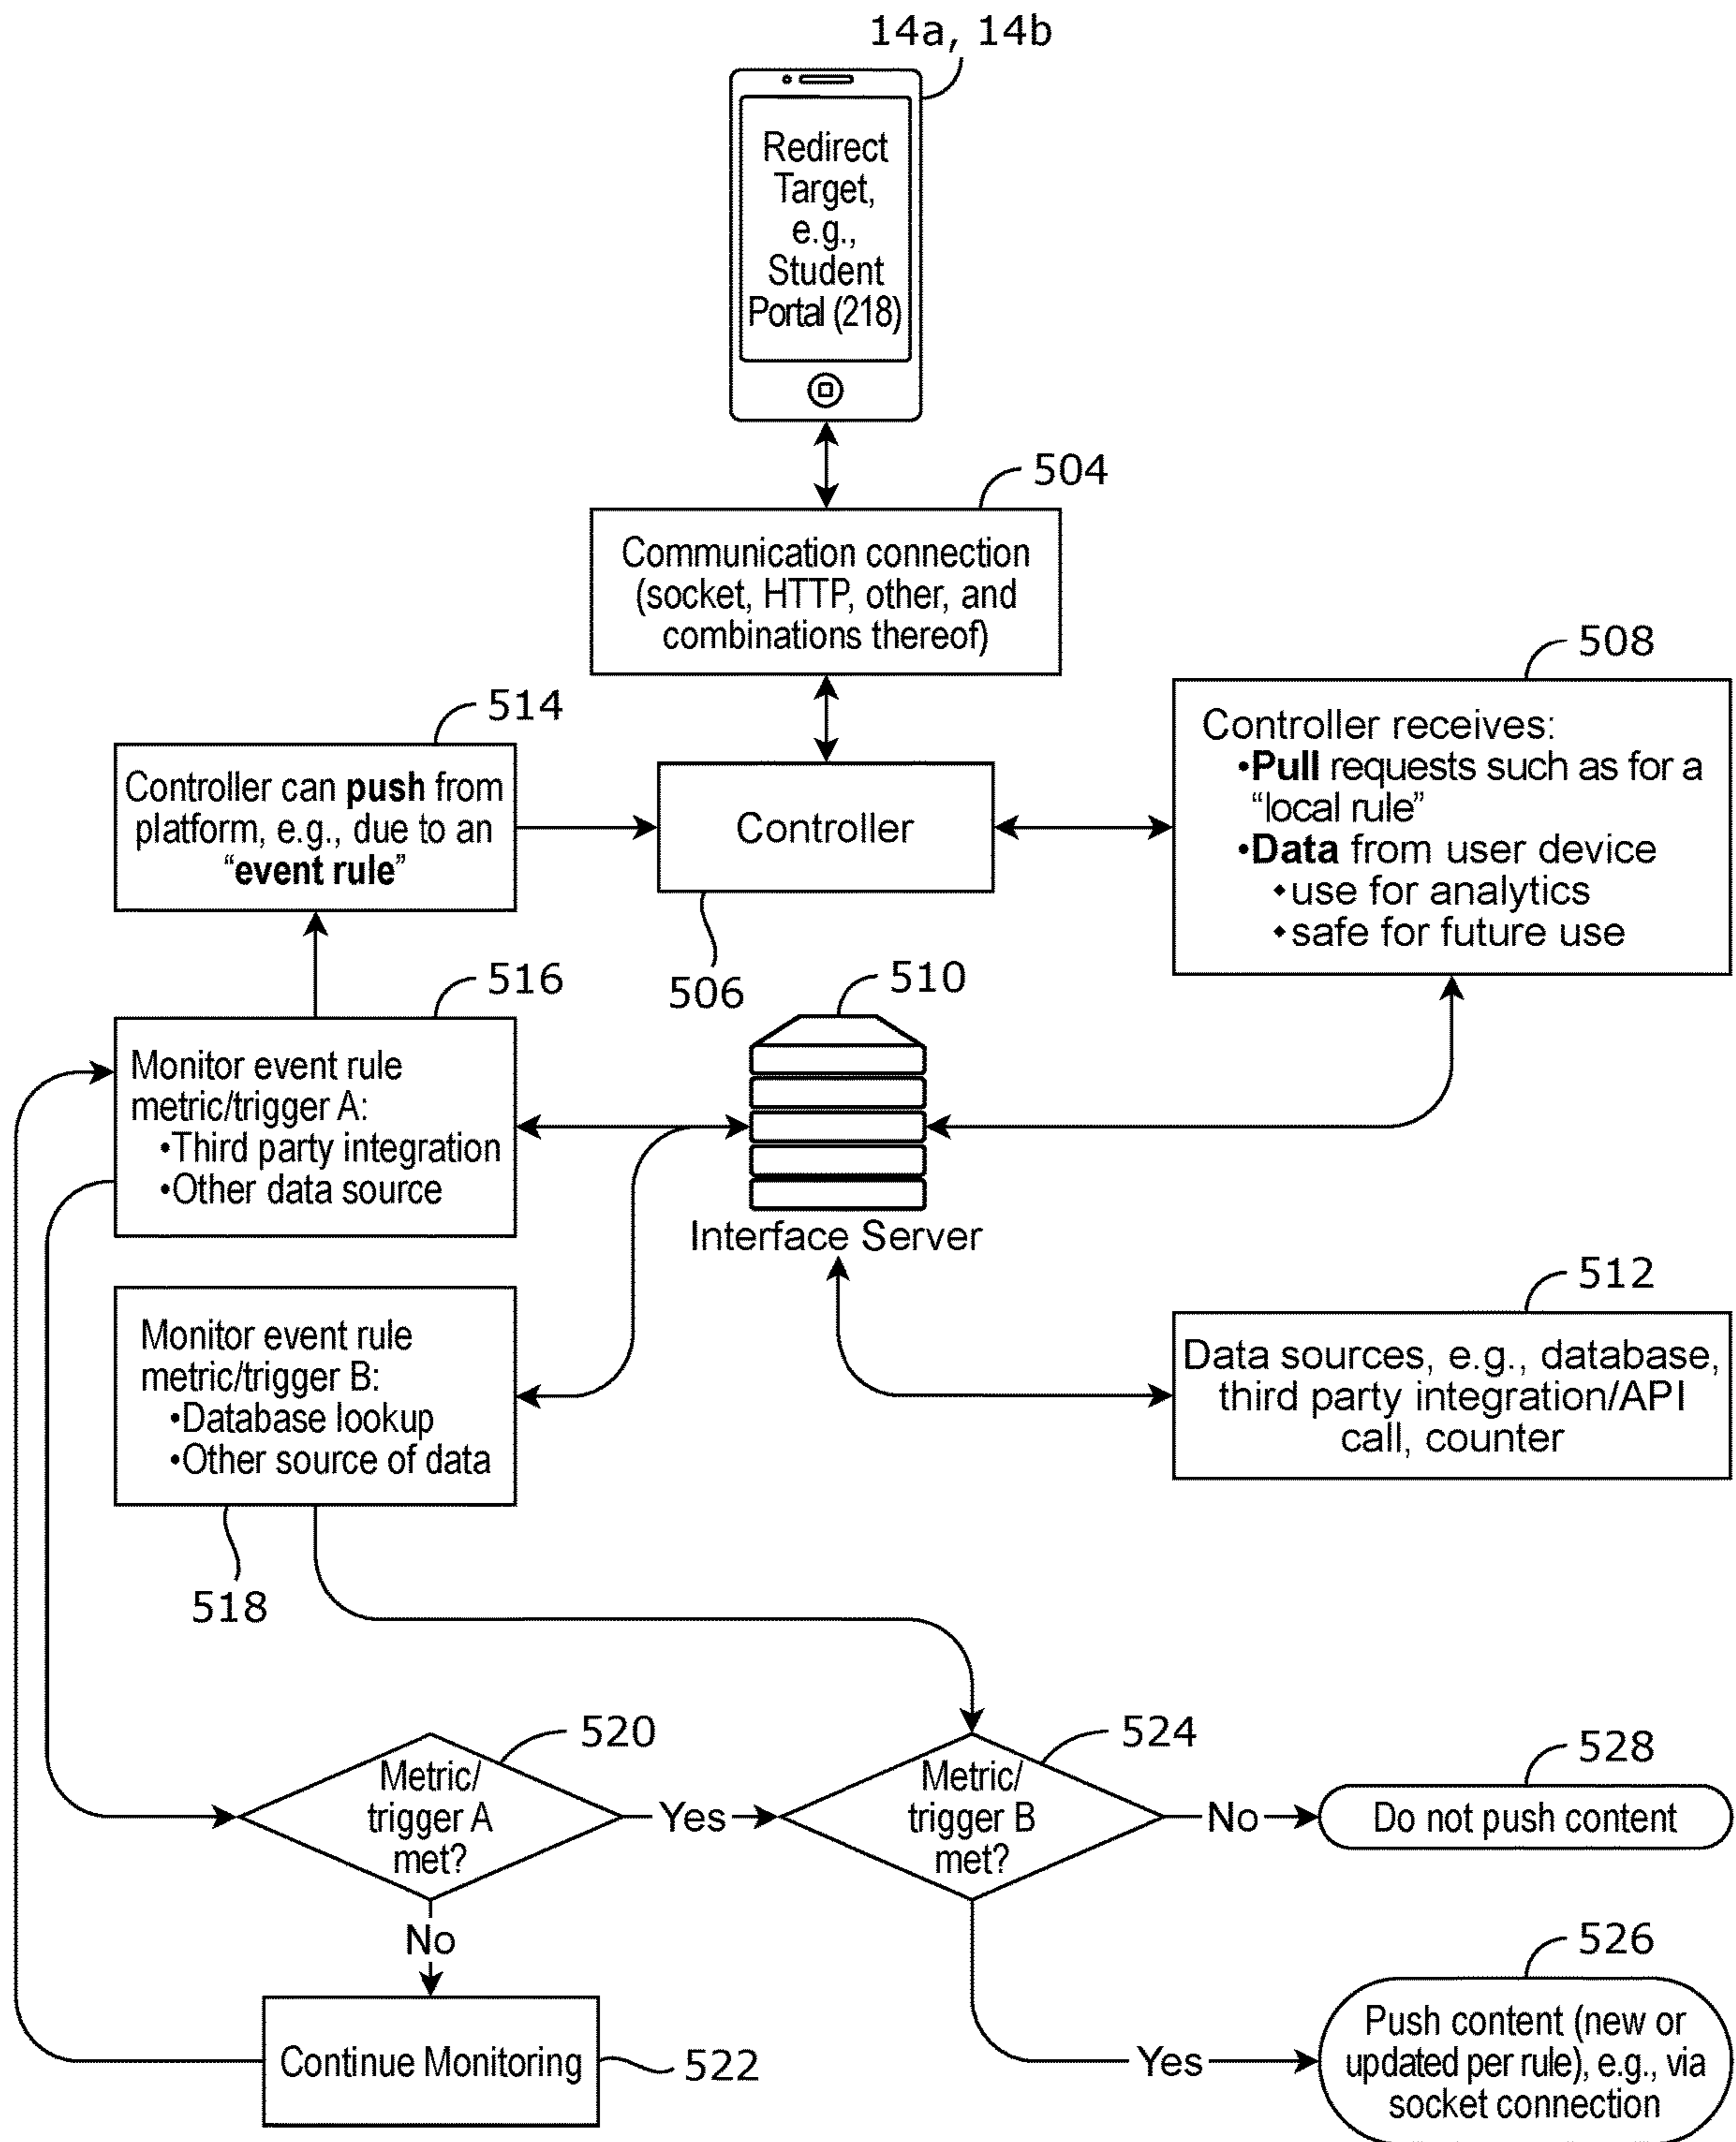 14a, 14b
Redirect
Target,
e.g.,
Student
Portal (218)
504
Communication connection
(socket, HTTP, other, and
combinations thereof)
508
Controller receives:
•Pull requests such as for a
“local rule”
•Data from user device
◆use for analytics
◆safe for future use
514
Controller can push from
platform, e.g., due to an
“event rule”
Controller
506
516
Monitor event rule
metric/trigger A:
•Third party integration
•Other data source
510
Interface Server
512
Data sources, e.g., database,
third party integration/API
call, counter
Monitor event rule
metric/trigger B:
•Database lookup
•Other source of data
518
520
Metric/
trigger A
met?
Yes
524
Metric/
trigger B
met?
No
528
Do not push content
No
Continue Monitoring
522
Yes
526
Push content (new or
updated per rule), e.g., via
socket connection